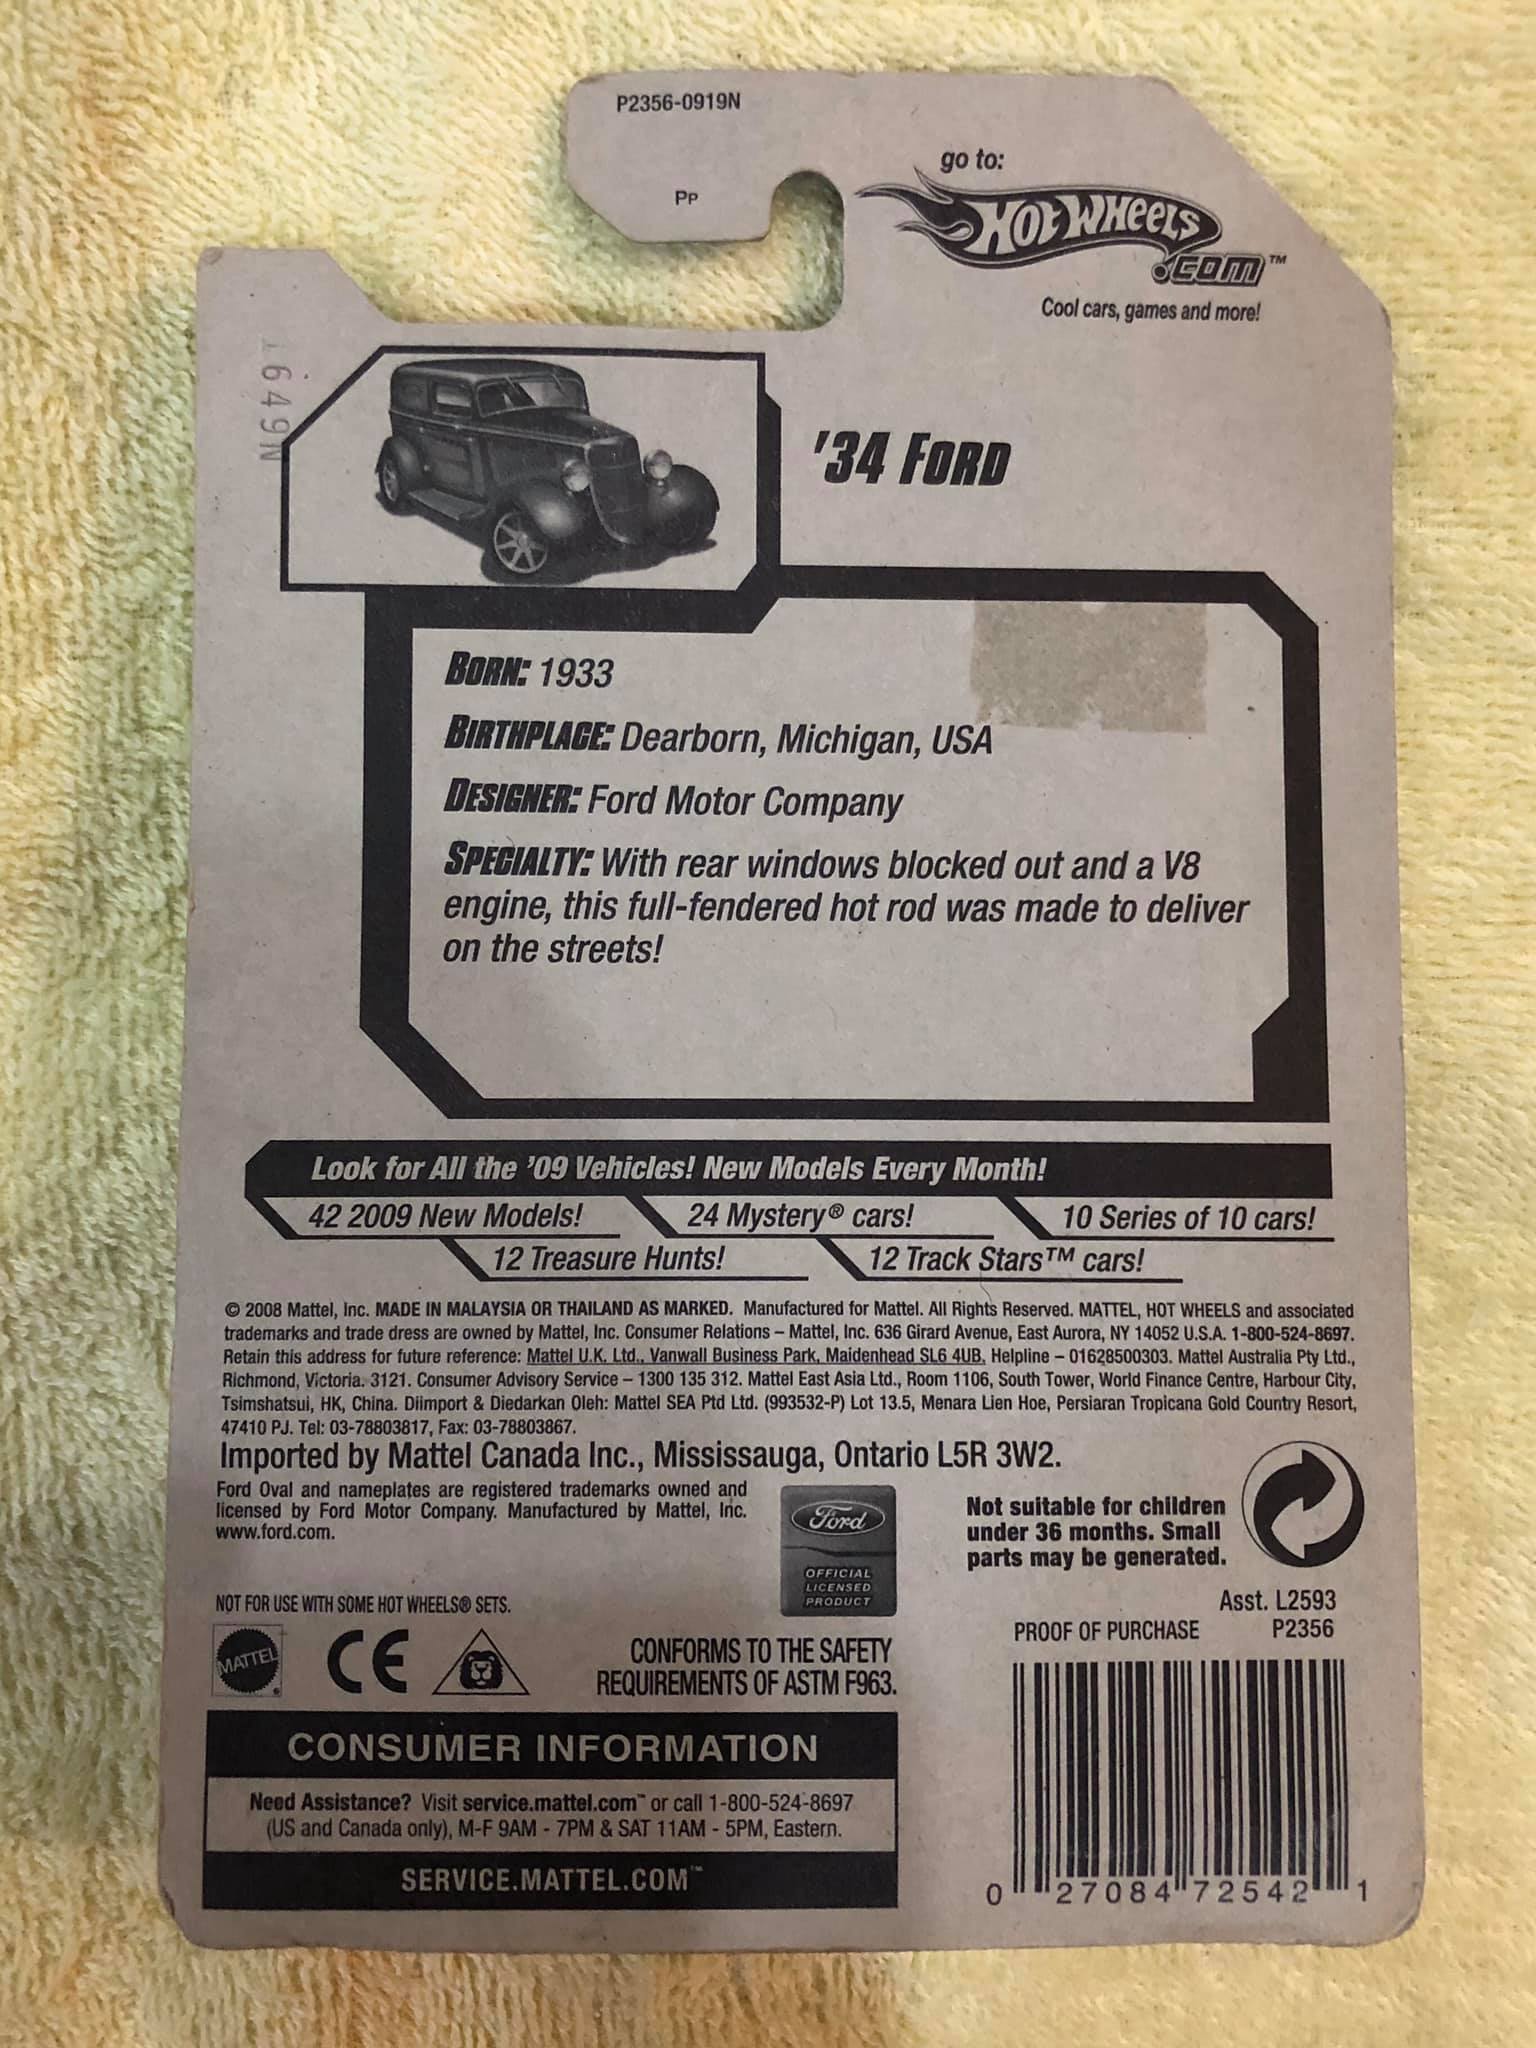 P2356-0919N
PP
go to:
HOT WHEELS
.COM™
Cool cars, games and more!
1649N
'34 FORD
BORN: 1933
BIRTHPLACE: Dearborn, Michigan, USA
DESIGNER: Ford Motor Company
SPECIALTY: With rear windows blocked out and a V8
engine, this full-fendered hot rod was made to deliver
on the streets!
Look for All the '09 Vehicles! New Models Every Month!
42 2009 New Models!
24 Mystery® cars!
10 Series of 10 cars!
12 Treasure Hunts!
12 Track Stars™ cars!
© 2008 Mattel, Inc. MADE IN MALAYSIA OR THAILAND AS MARKED. Manufactured for Mattel. All Rights Reserved. MATTEL, HOT WHEELS and associated
trademarks and trade dress are owned by Mattel, Inc. Consumer Relations – Mattel, Inc. 636 Girard Avenue, East Aurora, NY 14052 U.S.A. 1-800-524-8697.
Retain this address for future reference: Mattel U.K. Ltd., Vanwall Business Park, Maidenhead SL6 4UB. Helpline – 01628500303. Mattel Australia Pty Ltd.,
Richmond, Victoria. 3121. Consumer Advisory Service – 1300 135 312. Mattel East Asia Ltd., Room 1106, South Tower, World Finance Centre, Harbour City,
Tsimshatsui, HK, China. Diimport & Diedarkan Oleh: Mattel SEA Ptd Ltd. (993532-P) Lot 13.5, Menara Lien Hoe, Persiaran Tropicana Gold Country Resort,
47410 PJ. Tel: 03-78803817, Fax: 03-78803867.
Imported by Mattel Canada Inc., Mississauga, Ontario L5R 3W2.
Ford Oval and nameplates are registered trademarks owned and
licensed by Ford Motor Company. Manufactured by Mattel, Inc.
www.ford.com.
Ford
OFFICIAL
LICENSED
PRODUCT
Not suitable for children
under 36 months. Small
parts may be generated.
NOT FOR USE WITH SOME HOT WHEELS® SETS.
MATTEL®
CE
CONFORMS TO THE SAFETY
REQUIREMENTS OF ASTM F963.
Asst. L2593
PROOF OF PURCHASE P2356
CONSUMER INFORMATION
Need Assistance? Visit service.mattel.com™ or call 1-800-524-8697
(US and Canada only), M-F 9AM - 7PM & SAT 11AM - 5PM, Eastern.
SERVICE.MATTEL.COM™
0 27084 72542 1